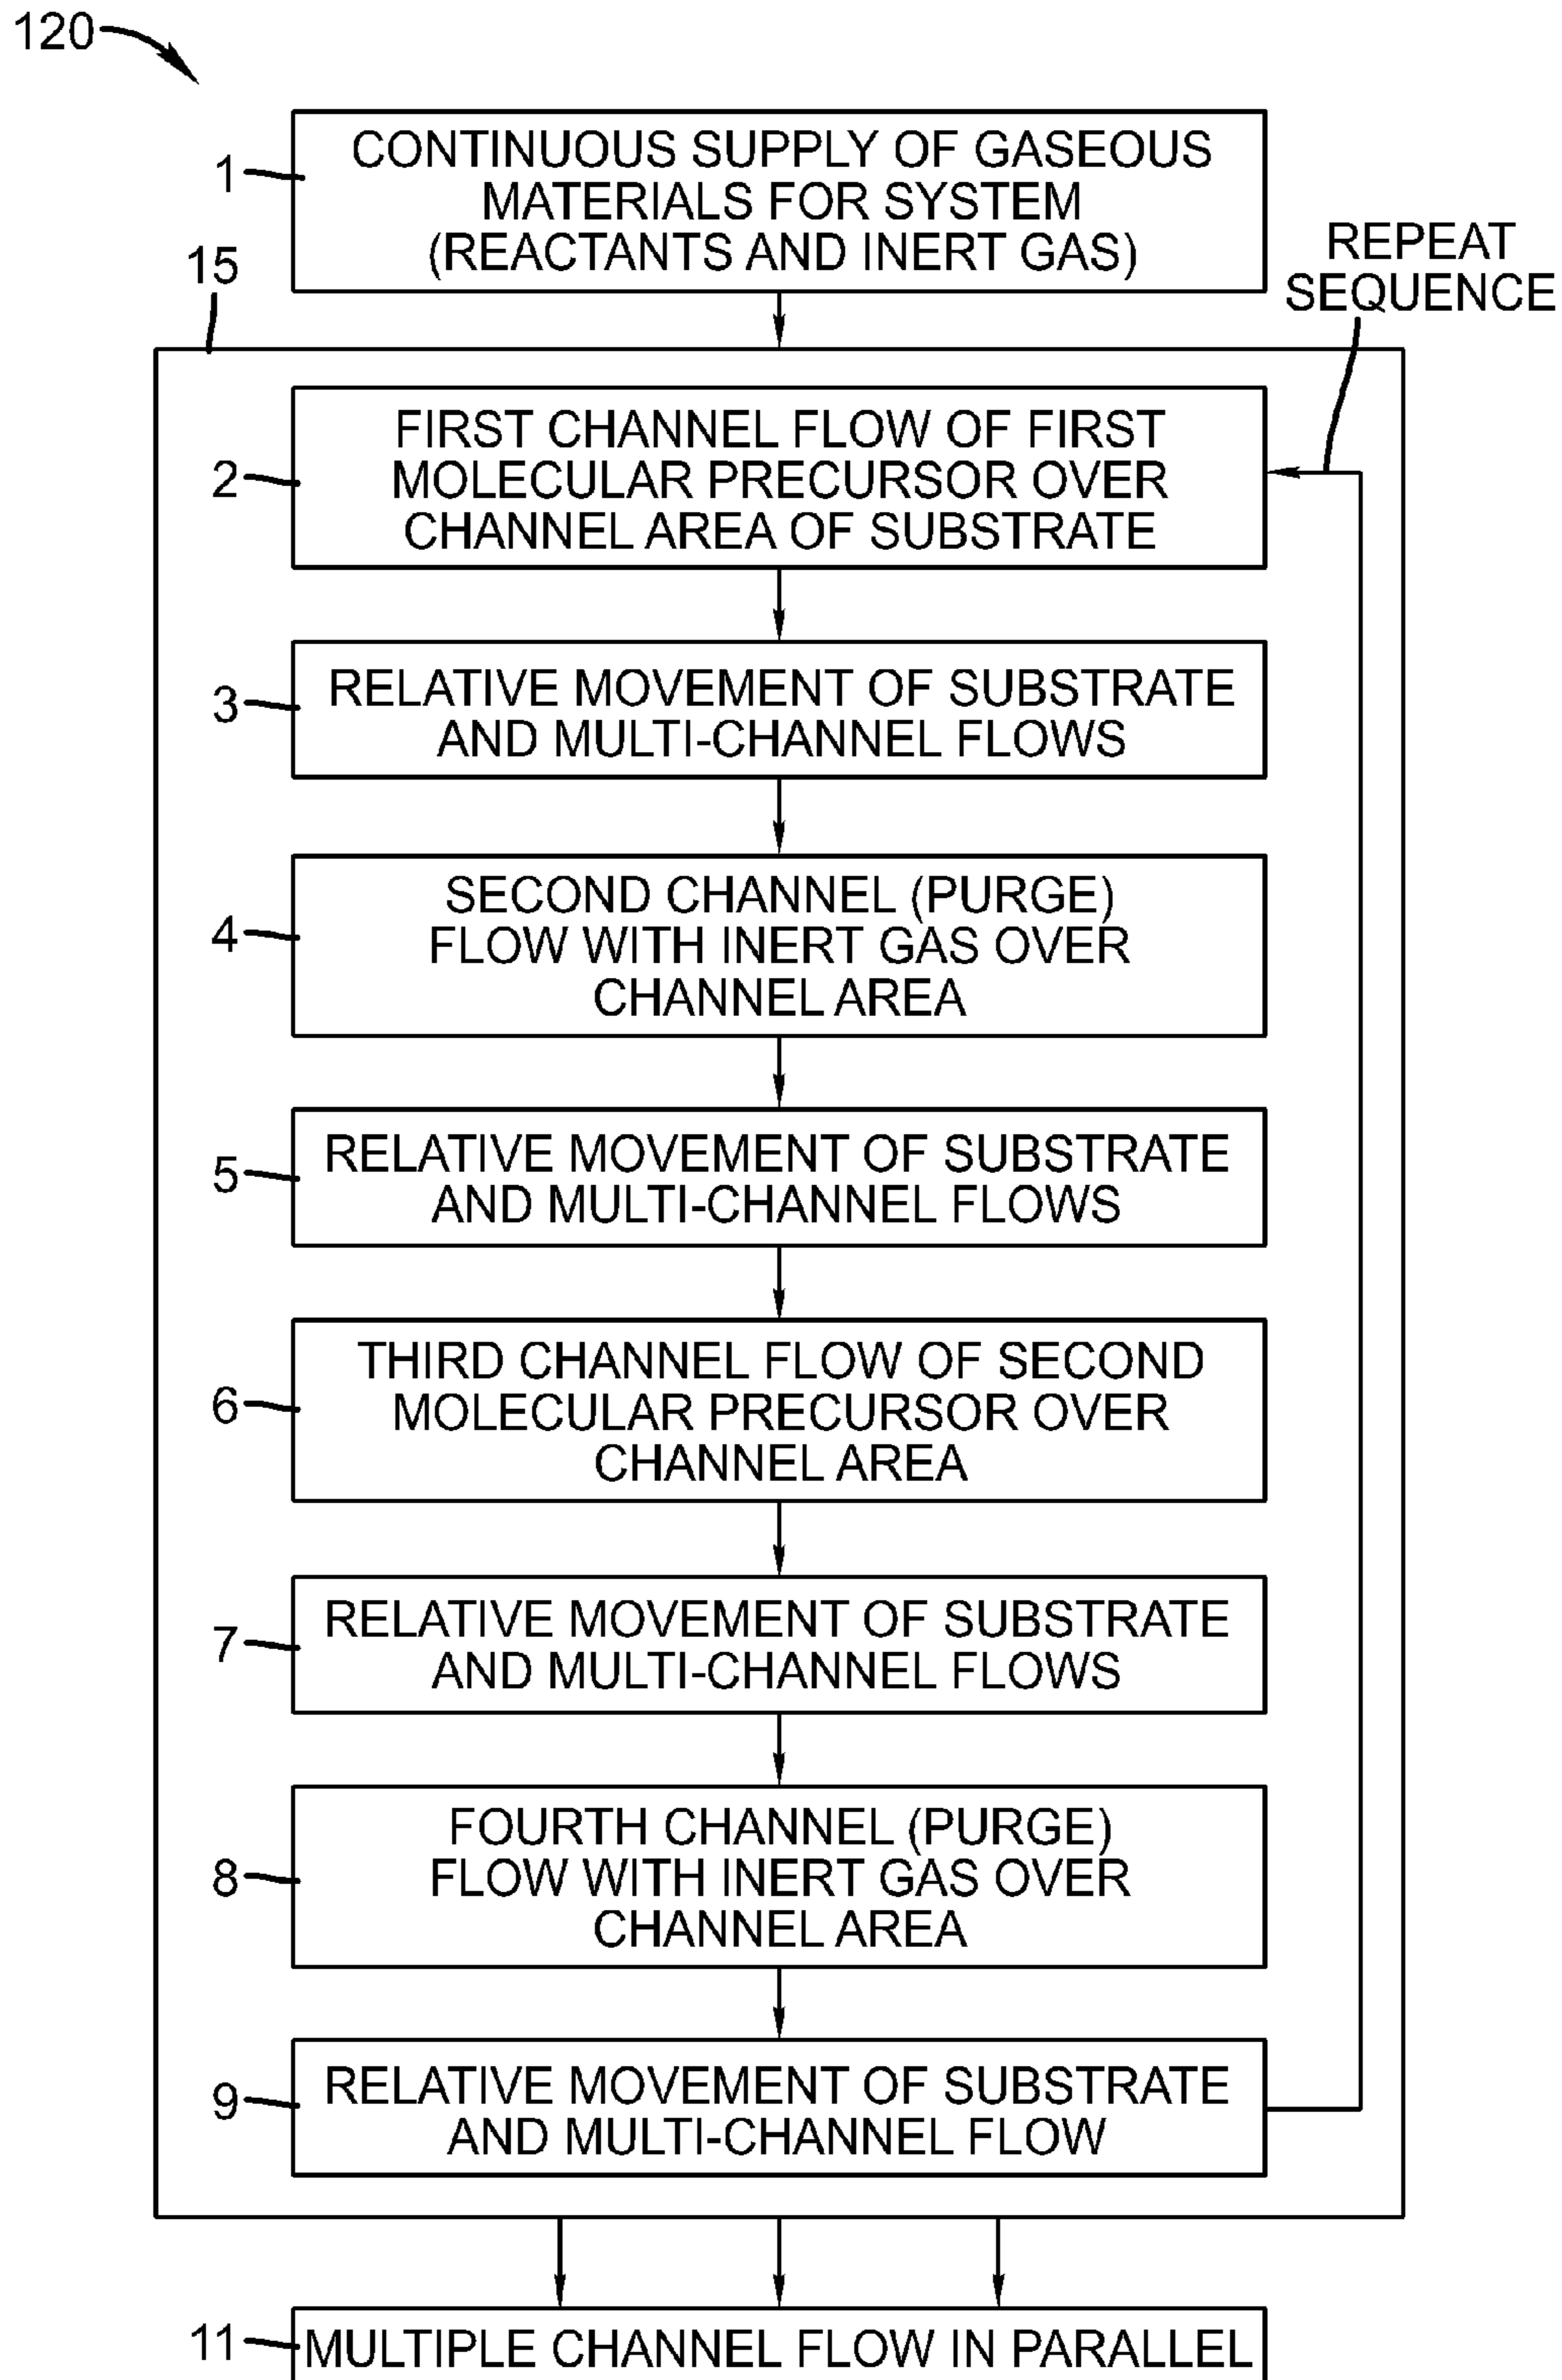 120
1
CONTINUOUS SUPPLY OF GASEOUS
MATERIALS FOR SYSTEM
(REACTANTS AND INERT GAS)
15
REPEAT
SEQUENCE
2
FIRST CHANNEL FLOW OF FIRST
MOLECULAR PRECURSOR OVER
CHANNEL AREA OF SUBSTRATE
3
RELATIVE MOVEMENT OF SUBSTRATE
AND MULTI-CHANNEL FLOWS
4
SECOND CHANNEL (PURGE)
FLOW WITH INERT GAS OVER
CHANNEL AREA
5
RELATIVE MOVEMENT OF SUBSTRATE
AND MULTI-CHANNEL FLOWS
6
THIRD CHANNEL FLOW OF SECOND
MOLECULAR PRECURSOR OVER
CHANNEL AREA
7
RELATIVE MOVEMENT OF SUBSTRATE
AND MULTI-CHANNEL FLOWS
8
FOURTH CHANNEL (PURGE)
FLOW WITH INERT GAS OVER
CHANNEL AREA
9
RELATIVE MOVEMENT OF SUBSTRATE
AND MULTI-CHANNEL FLOW
11
MULTIPLE CHANNEL FLOW IN PARALLEL